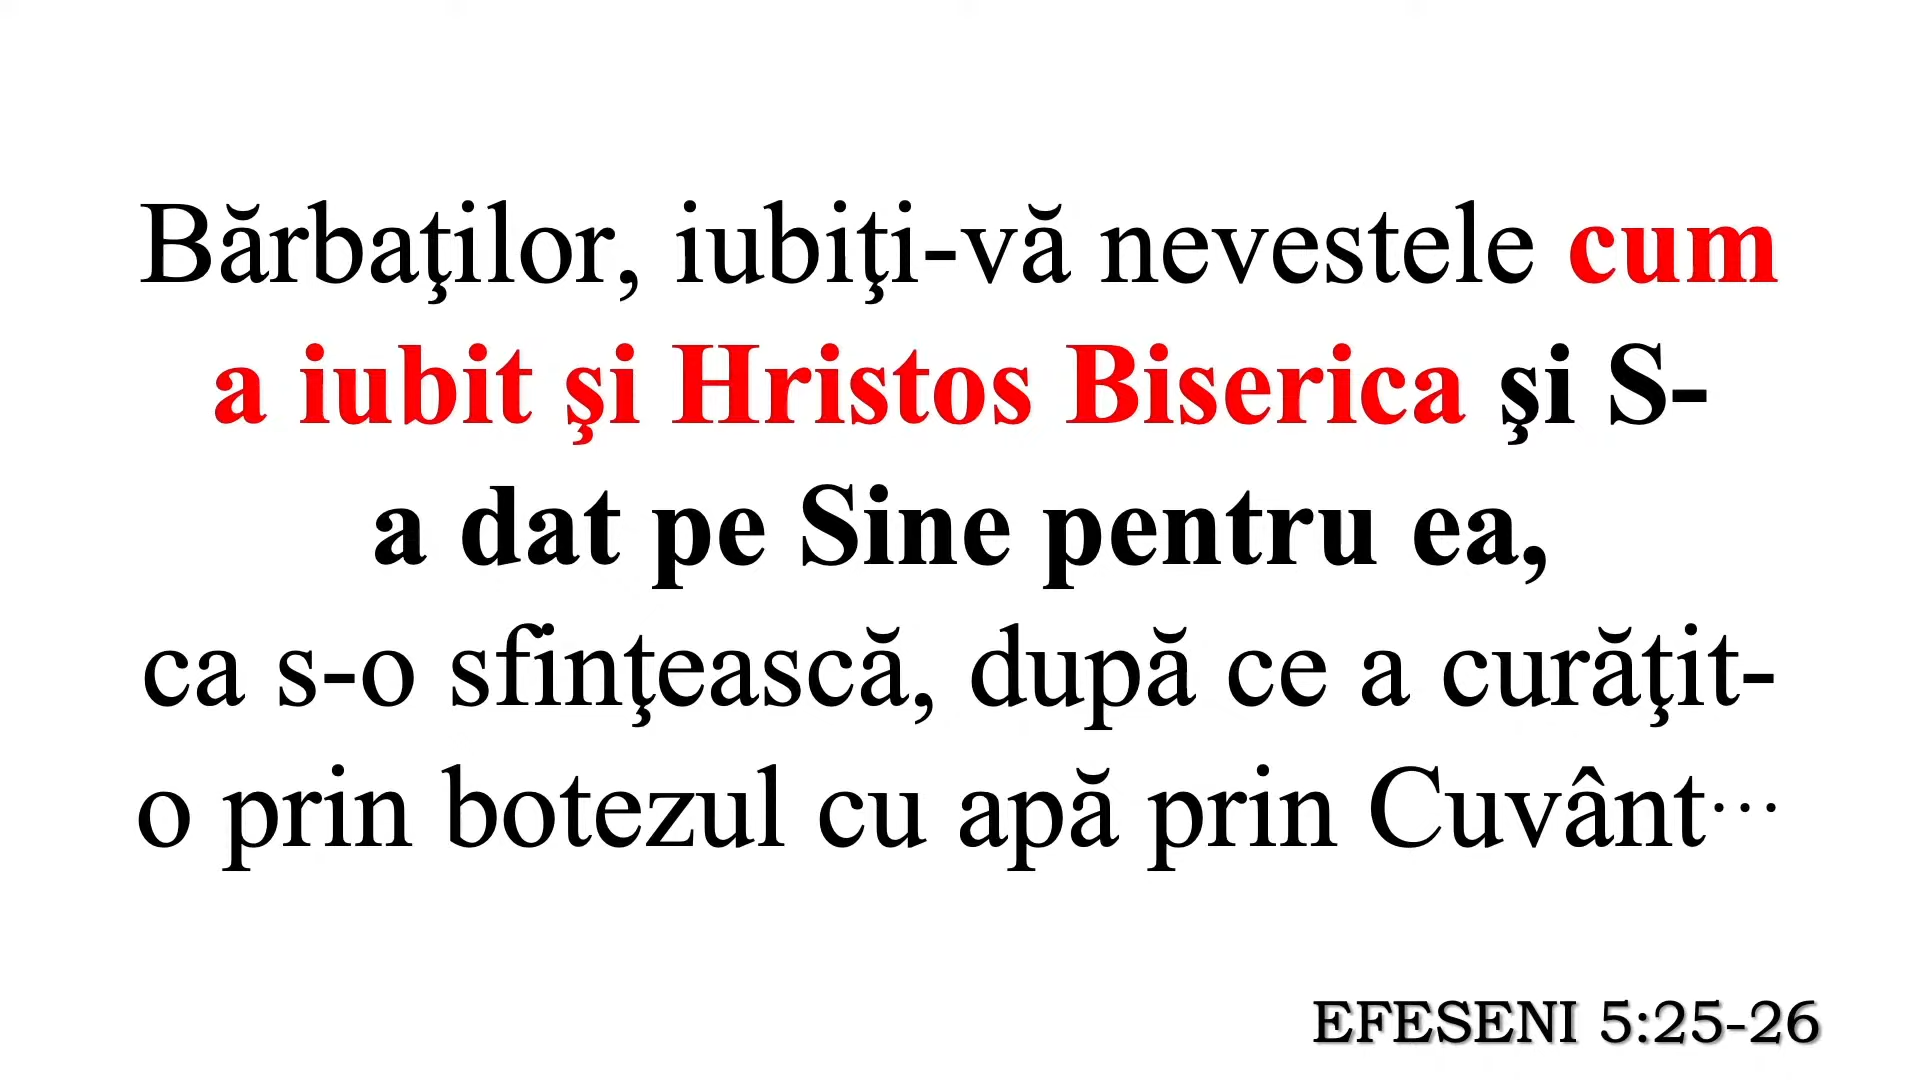 Bărbaţilor, iubiţi-vă nevestele cum
a iubit şi Hristos Biserica şi S-
a dat pe Sine pentru ea,
ca s-o sfinţească, după ce a curăţit-
o prin botezul cu apă prin Cuvânt…
EFESENI 5:25-26